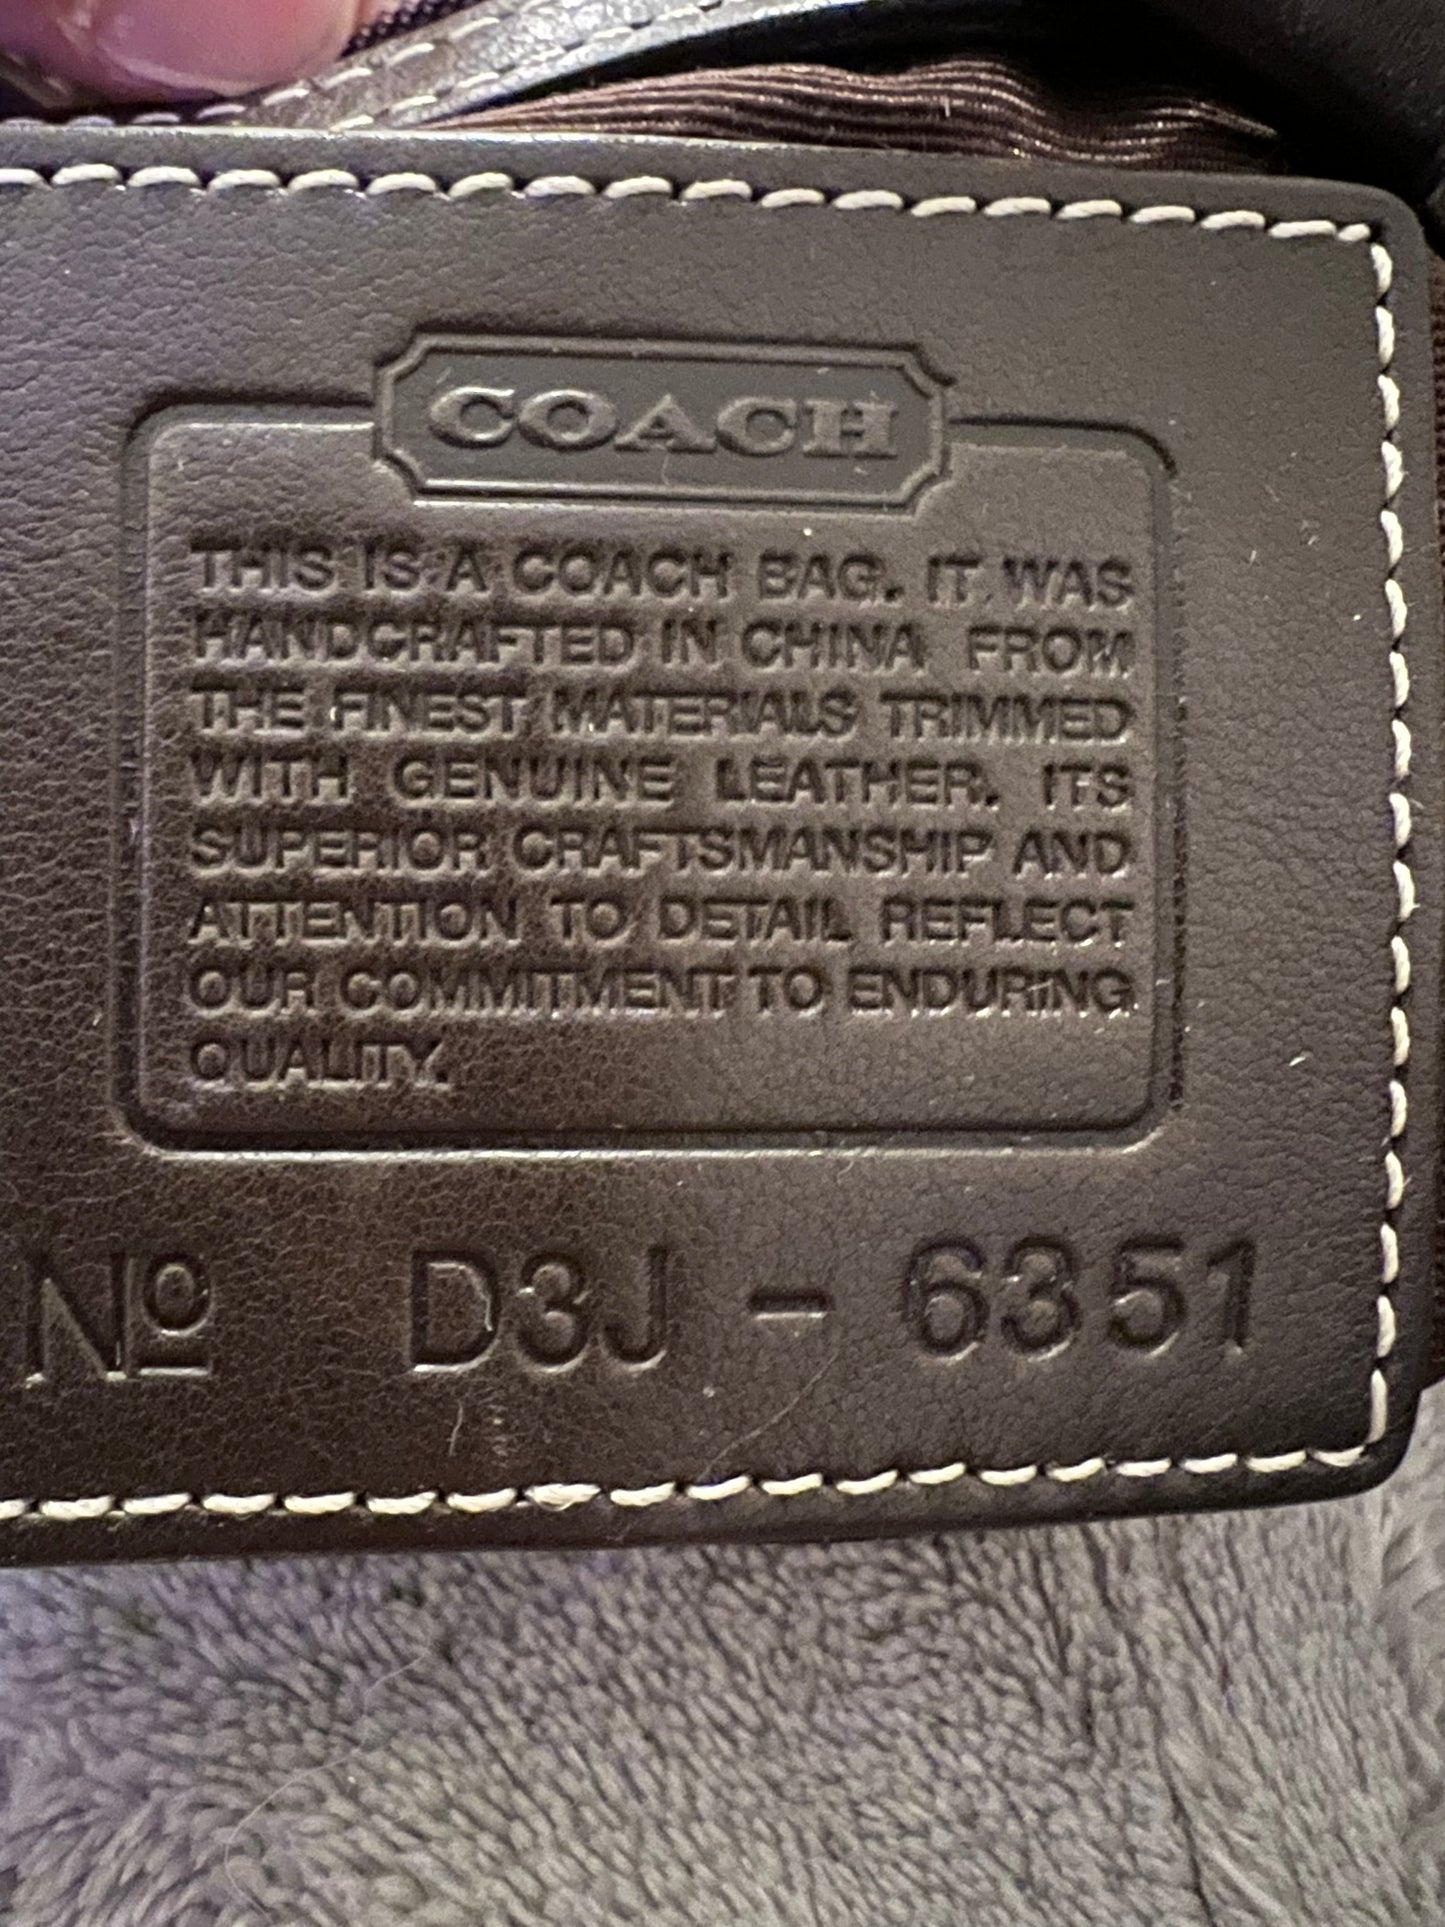 COACH
THIS IS A COACH BAG. IT WAS
HANDCRAFTED IN CHINA FROM
THE FINEST MATERIALS TRIMMED
WITH GENUINE LEATHER. ITS
SUPERIOR CRAFTSMANSHIP AND
ATTENTION TO DETAIL REFLECT
OUR COMMITMENT TO ENDURING
QUALITY.
Nº D3J - 6351